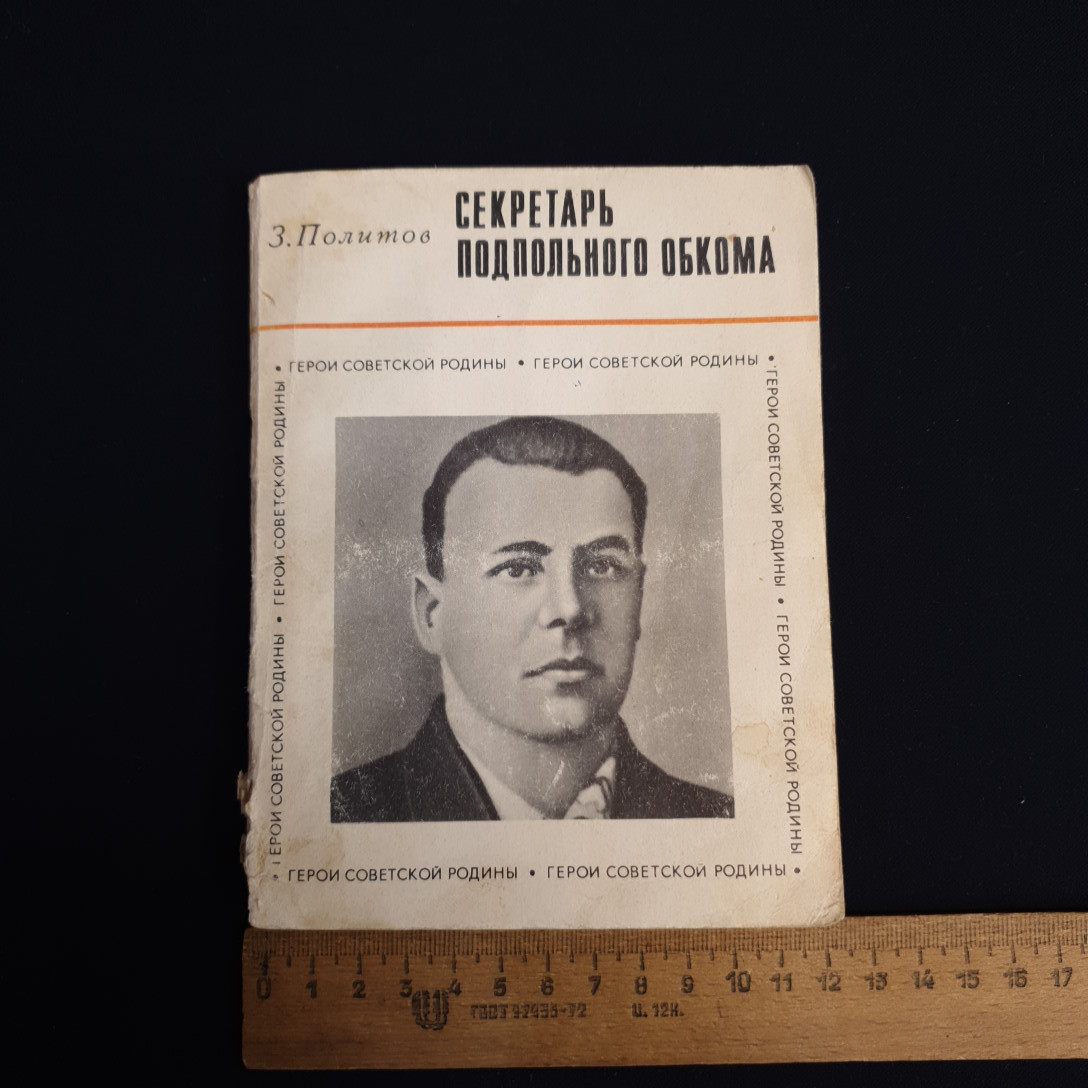 З. Политов
СЕКРЕТАРЬ
ПОДПОЛЬНОГО ОБКОМА
• ГЕРОИ СОВЕТСКОЙ РОДИНЫ • ГЕРОИ СОВЕТСКОЙ РОДИНЫ •
ГЕРОИ СОВЕТСКОЙ РОДИНЫ • ГЕРОИ СОВЕТСКОЙ РОДИНЫ
ГЕРОИ СОВЕТСКОЙ РОДИНЫ • ГЕРОИ СОВЕТСКОЙ РОДИНЫ
• ГЕРОИ СОВЕТСКОЙ РОДИНЫ • ГЕРОИ СОВЕТСКОЙ РОДИНЫ •
0 1 2 3 4 5 6 7 8 9 10 11 12 13 14 15 16 17
ГОСТ Ц. 12К.